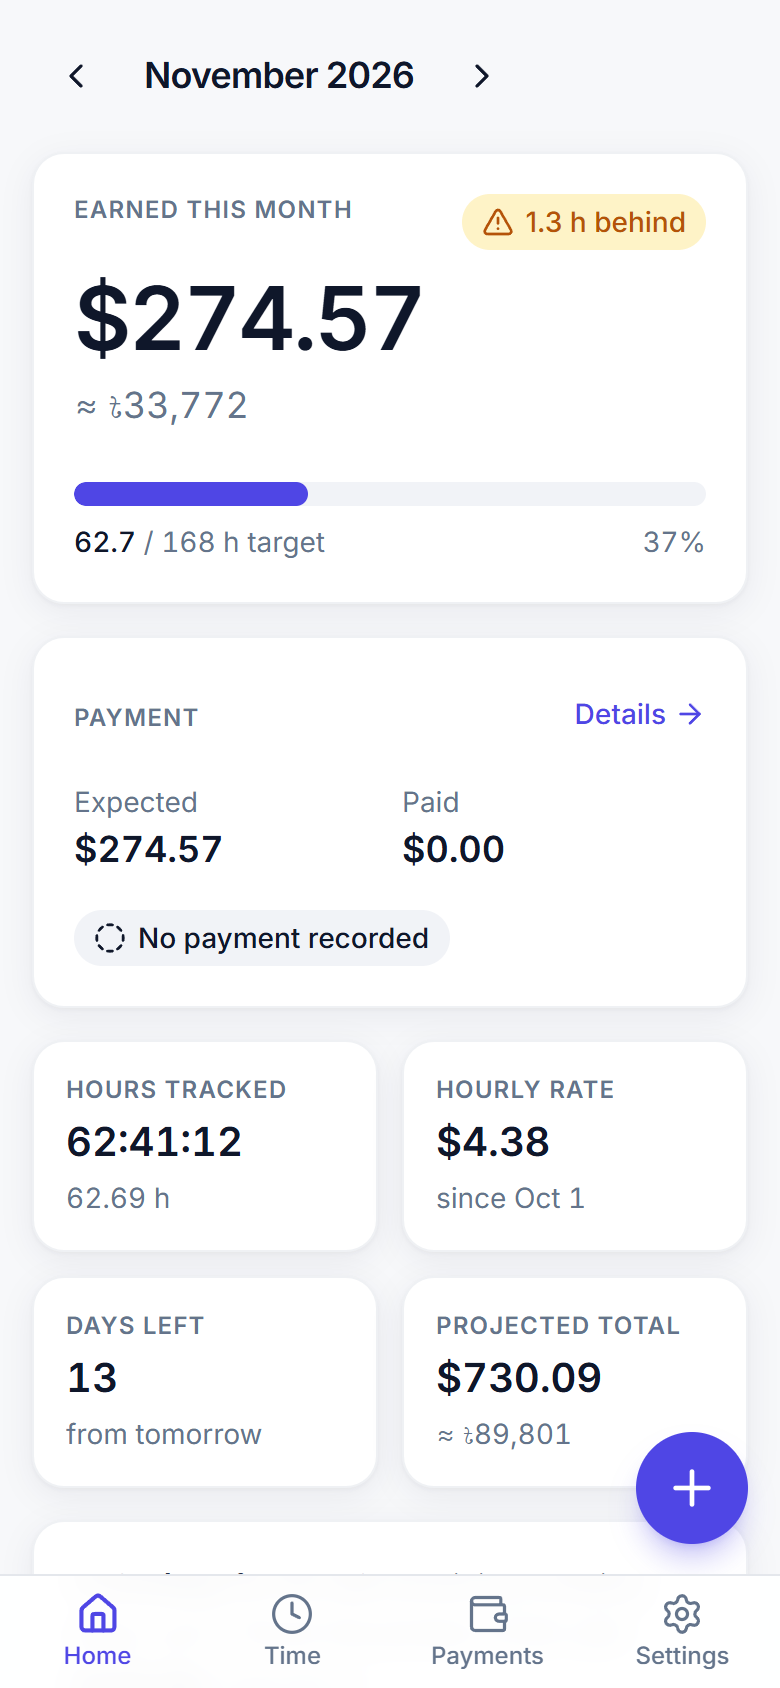 November 2026
EARNED THIS MONTH
1.3 h behind
$274.57
≈ ৳33,772
62.7 / 168 h target
37%
PAYMENT
Details →
Expected
Paid
$274.57
$0.00
No payment recorded
HOURS TRACKED
HOURLY RATE
62:41:12
$4.38
62.69 h
since Oct 1
DAYS LEFT
PROJECTED TOTAL
13
$730.09
from tomorrow
≈ ৳89,801
Home
Time
Payments
Settings